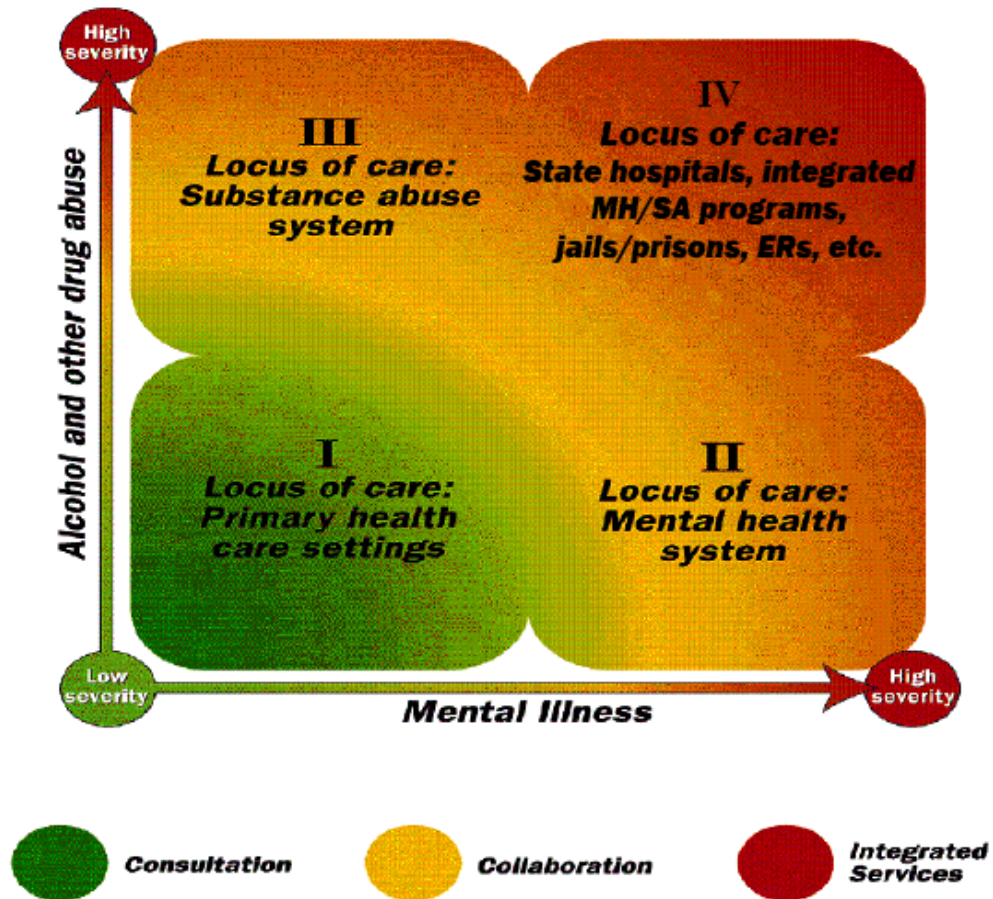 High
severity
Alcohol and other drug abuse
III
Locus of care:
Substance abuse
system
IV
Locus of care:
State hospitals, integrated
MH/SA programs,
jails/prisons, ERs, etc.
I
Locus of care:
Primary health
care settings
II
Locus of care:
Mental health
system
Low
severity
Mental Illness
High
severity
Consultation
Collaboration
Integrated
Services